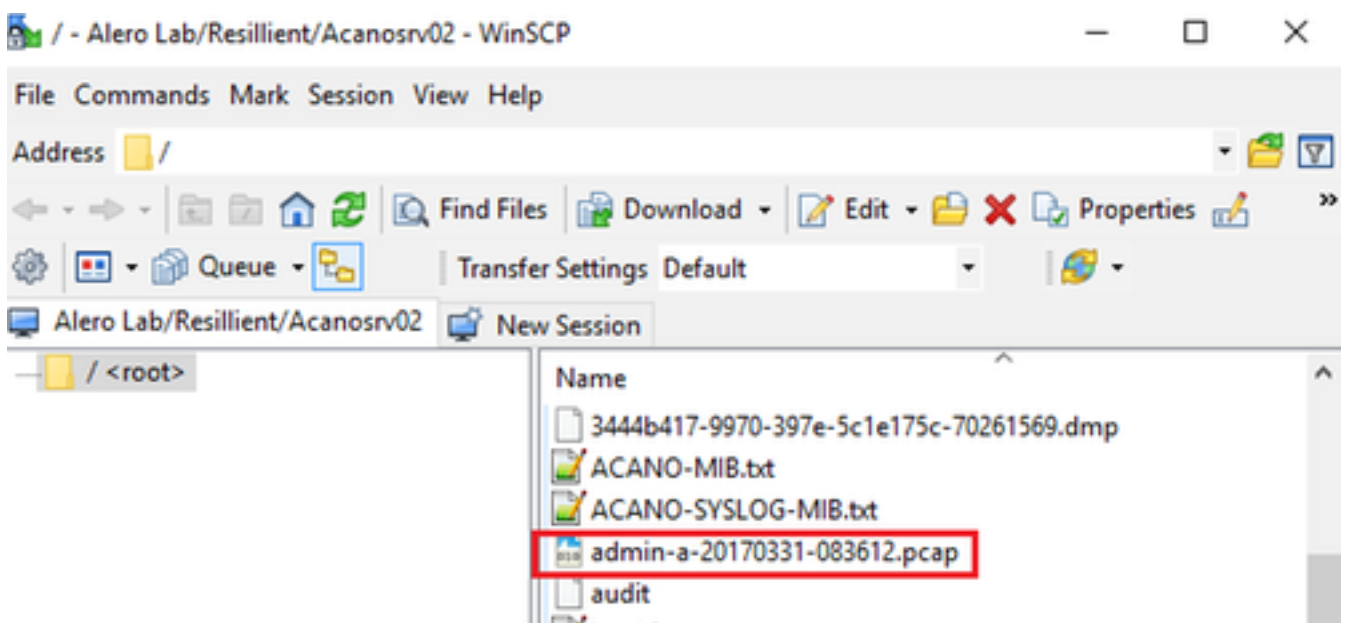 / - Alero Lab/Resillient/Acanosrv02 - WinSCP
File Commands Mark Session View Help
Address /
Find Files Download Edit Properties »
Queue Transfer Settings Default
Alero Lab/Resillient/Acanosrv02 New Session
/ <root>
Name
3444b417-9970-397e-5c1e175c-70261569.dmp
ACANO-MIB.txt
ACANO-SYSLOG-MIB.txt
admin-a-20170331-083612.pcap
audit